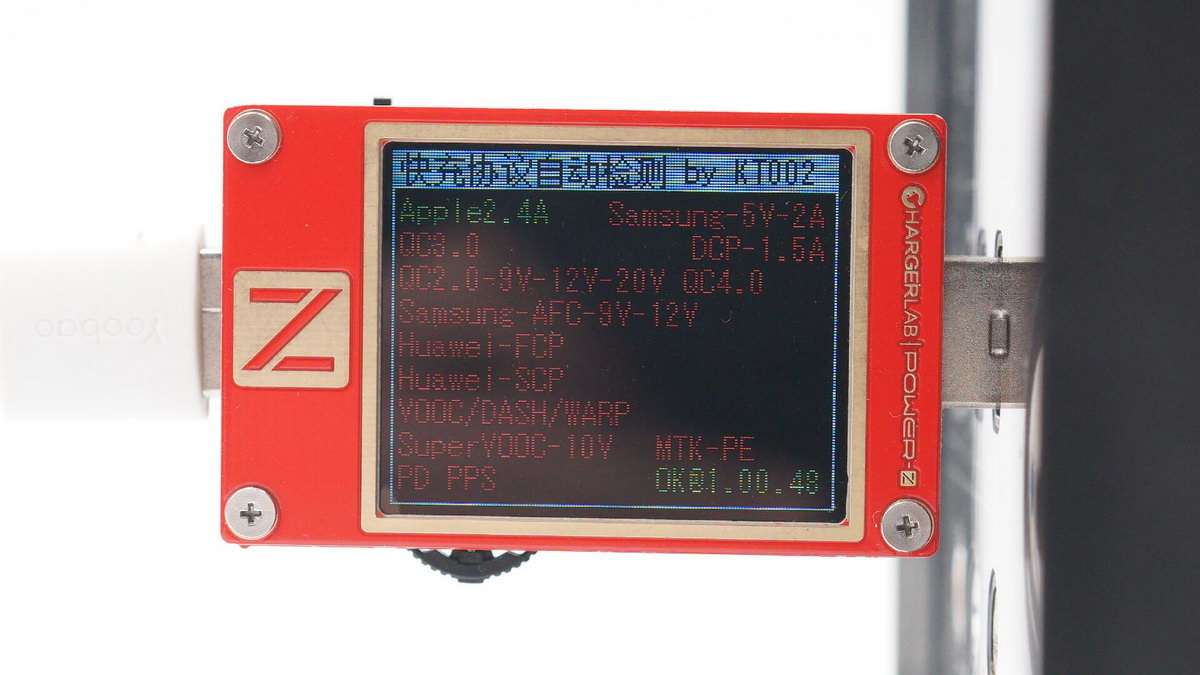 快充协议自动检测 by KT002
Apple2.4A Samsung-5V-2A
QC3.0 DCP-1.5A
QC2.0-9V-12V-20V QC4.0
Samsung-AFC-9V-12V
Huawei-FCP
Huawei-SCP
VOOC/DASH/WARP
SuperVOOC-10V MTK-PE
PD PPS OK@1.00.48
CHARGERLAB|POWER-Z
Z
Yoobao